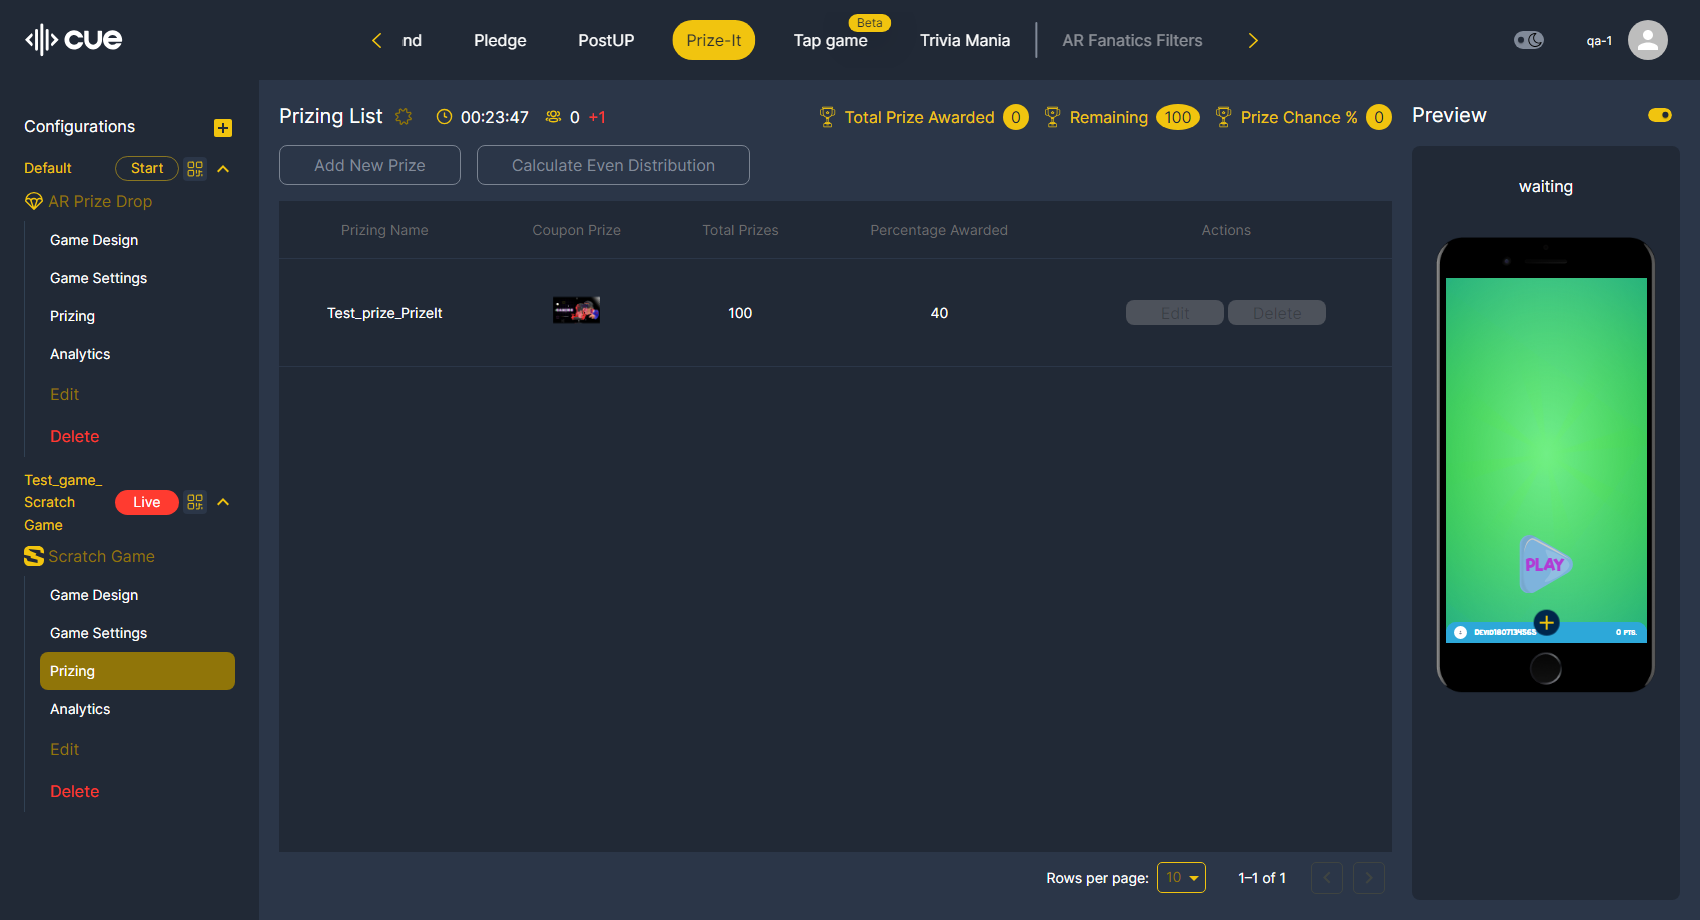 cue
nd
Pledge
PostUP
Prize-It
Beta
Tap game
Trivia Mania
AR Fanatics Filters
qa-1
Configurations
Default
Start
AR Prize Drop
Game Design
Game Settings
Prizing
Analytics
Edit
Delete
Test_game_
Scratch
Game
Live
Scratch Game
Game Design
Game Settings
Prizing
Analytics
Edit
Delete
Prizing List
00:23:47
0 +1
Total Prize Awarded 0
Remaining 100
Prize Chance % 0
Add New Prize
Calculate Even Distribution
Prizing Name
Coupon Prize
Total Prizes
Percentage Awarded
Actions
Test_prize_PrizeIt
100
40
Edit
Delete
Rows per page: 10
1–1 of 1
Preview
waiting
PLAY
0 PTS.